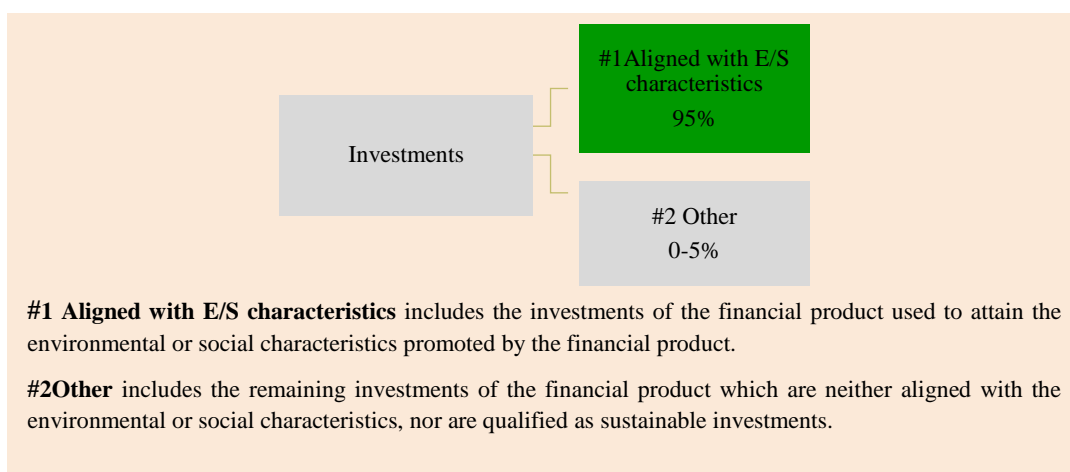 #1Aligned with E/S
characteristics
95%
Investments
#2 Other
0-5%
#1 Aligned with E/S characteristics includes the investments of the financial product used to attain the
environmental or social characteristics promoted by the financial product.
#2Other includes the remaining investments of the financial product which are neither aligned with the
environmental or social characteristics, nor are qualified as sustainable investments.